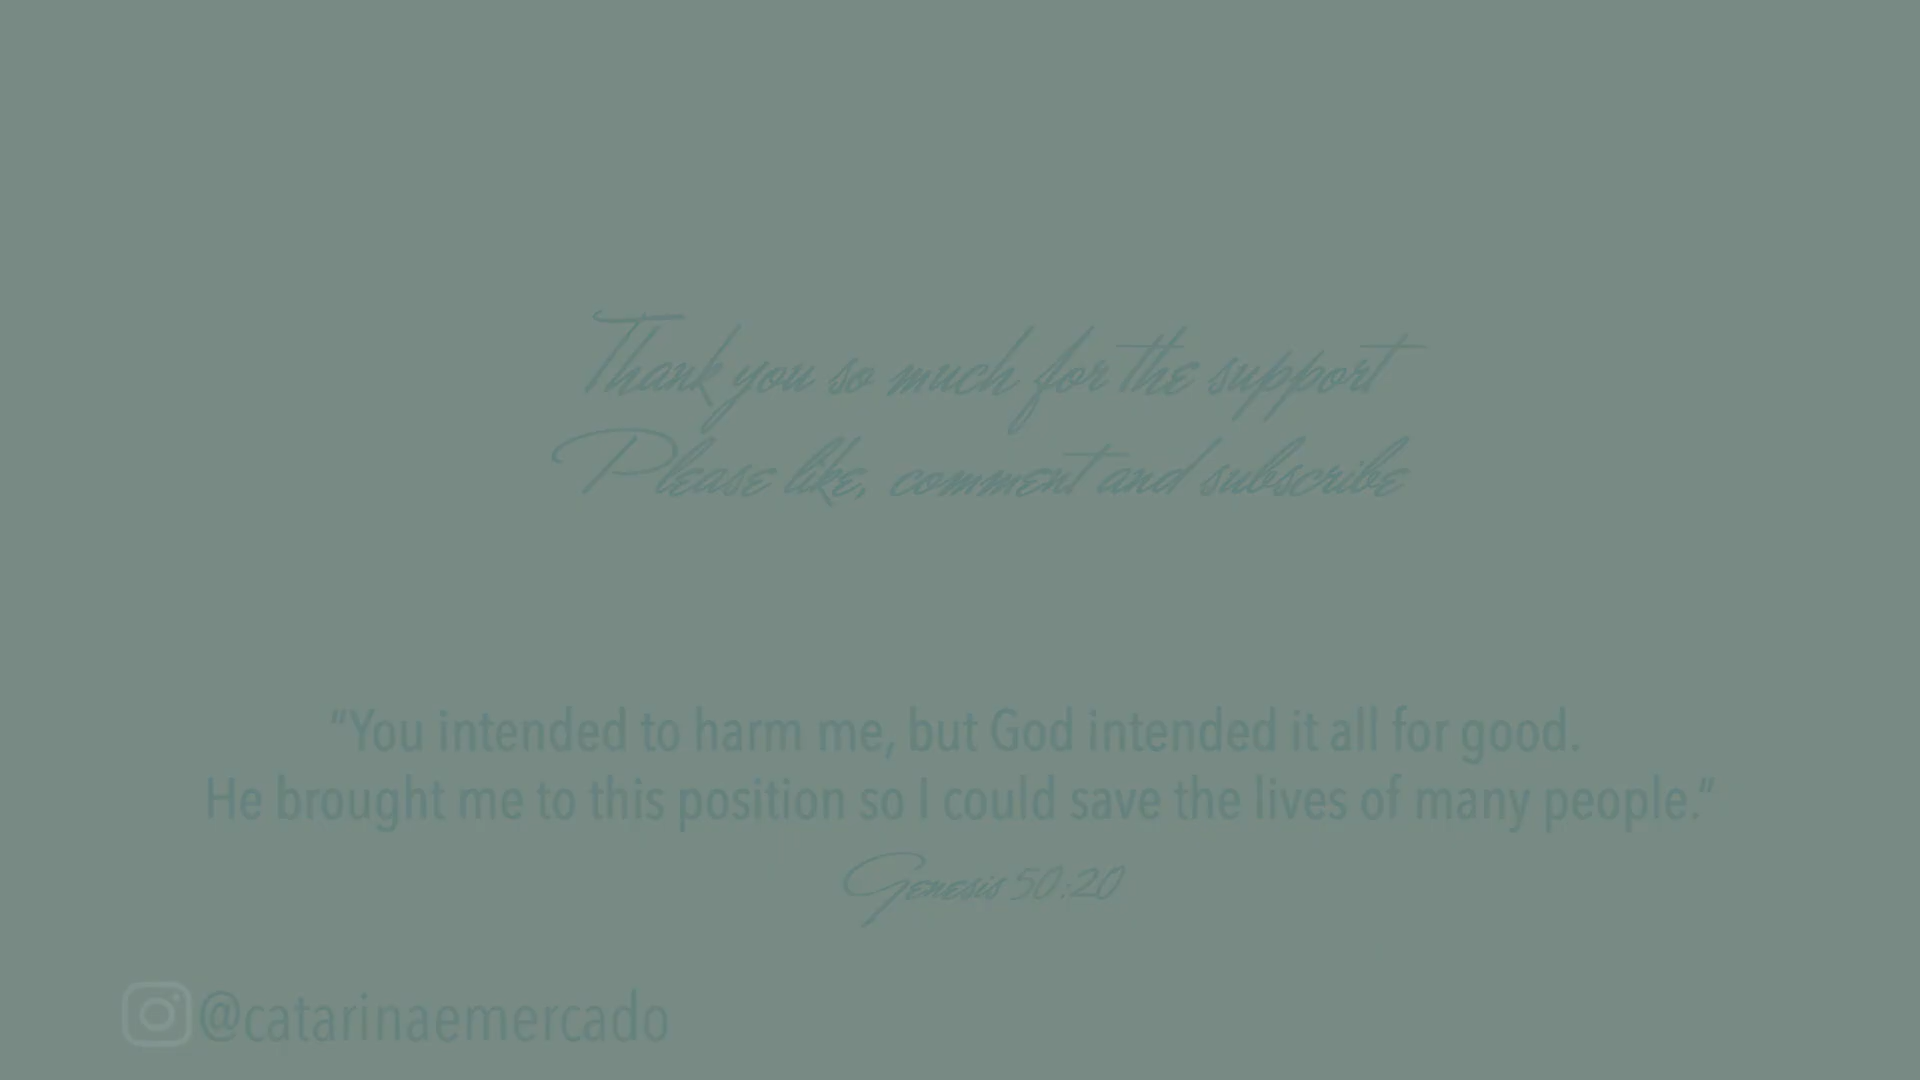 Thank you so much for the support
Please like, comment and subscribe
"You intended to harm me, but God intended it all for good.
He brought me to this position so I could save the lives of many people."
Genesis 50:20
@catarinaemercado